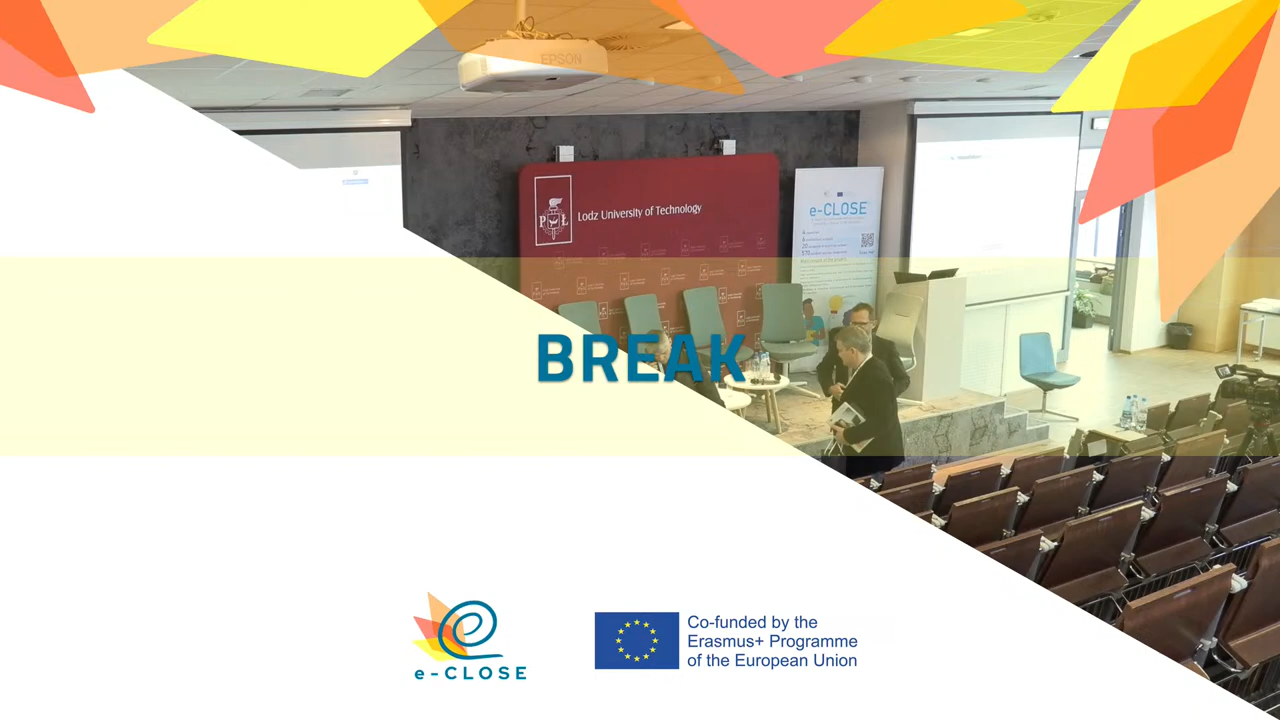 EPSON
Lodz University of Technology
P Ł
e-CLOSE
BREAK
e-CLOSE
Co-funded by the
Erasmus+ Programme
of the European Union